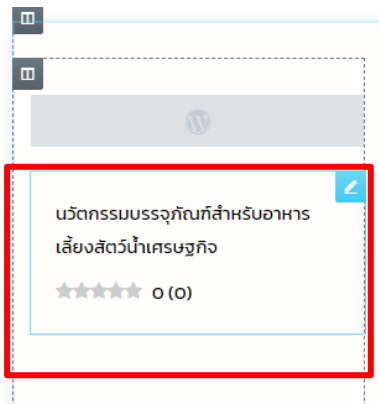 นวัตกรรมบรรจุภัณฑ์สำหรับอาหาร
เลี้ยงสัตว์น้ำเศรษฐกิจ
0 (0)